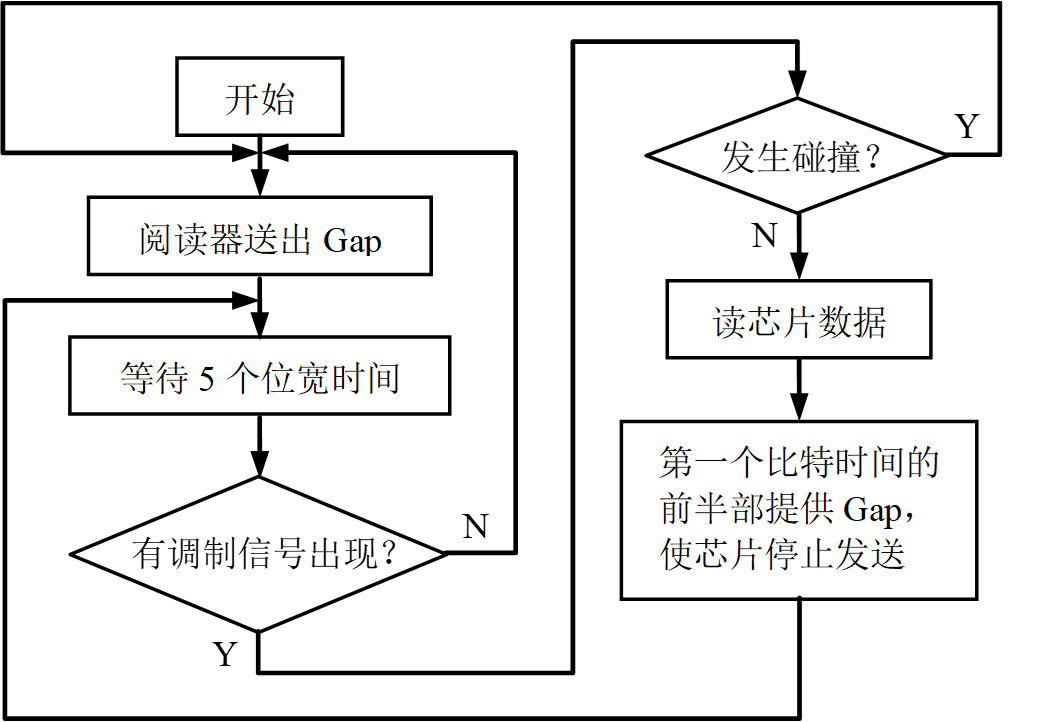 开始
阅读器送出 Gap
等待 5 个位宽时间
有调制信号出现？
N
Y
发生碰撞？
Y
N
读芯片数据
第一个比特时间的
前半部提供 Gap，
使芯片停止发送